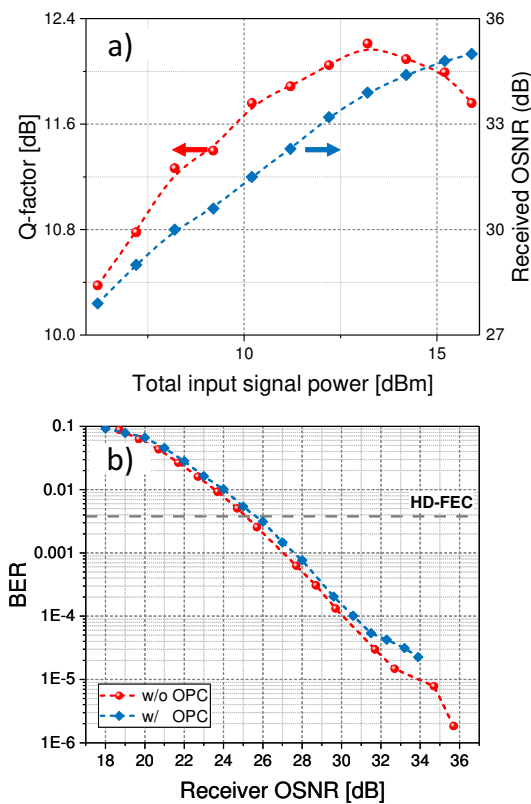 a)
12.4
11.6
10.8
10.0
Q-factor [dB]
36
33
30
27
Received OSNR (dB)
10
15
Total input signal power [dBm]
b)
0.1
0.01
0.001
1E-4
1E-5
1E-6
BER
HD-FEC
w/o OPC
w/ OPC
18 20 22 24 26 28 30 32 34 36
Receiver OSNR [dB]